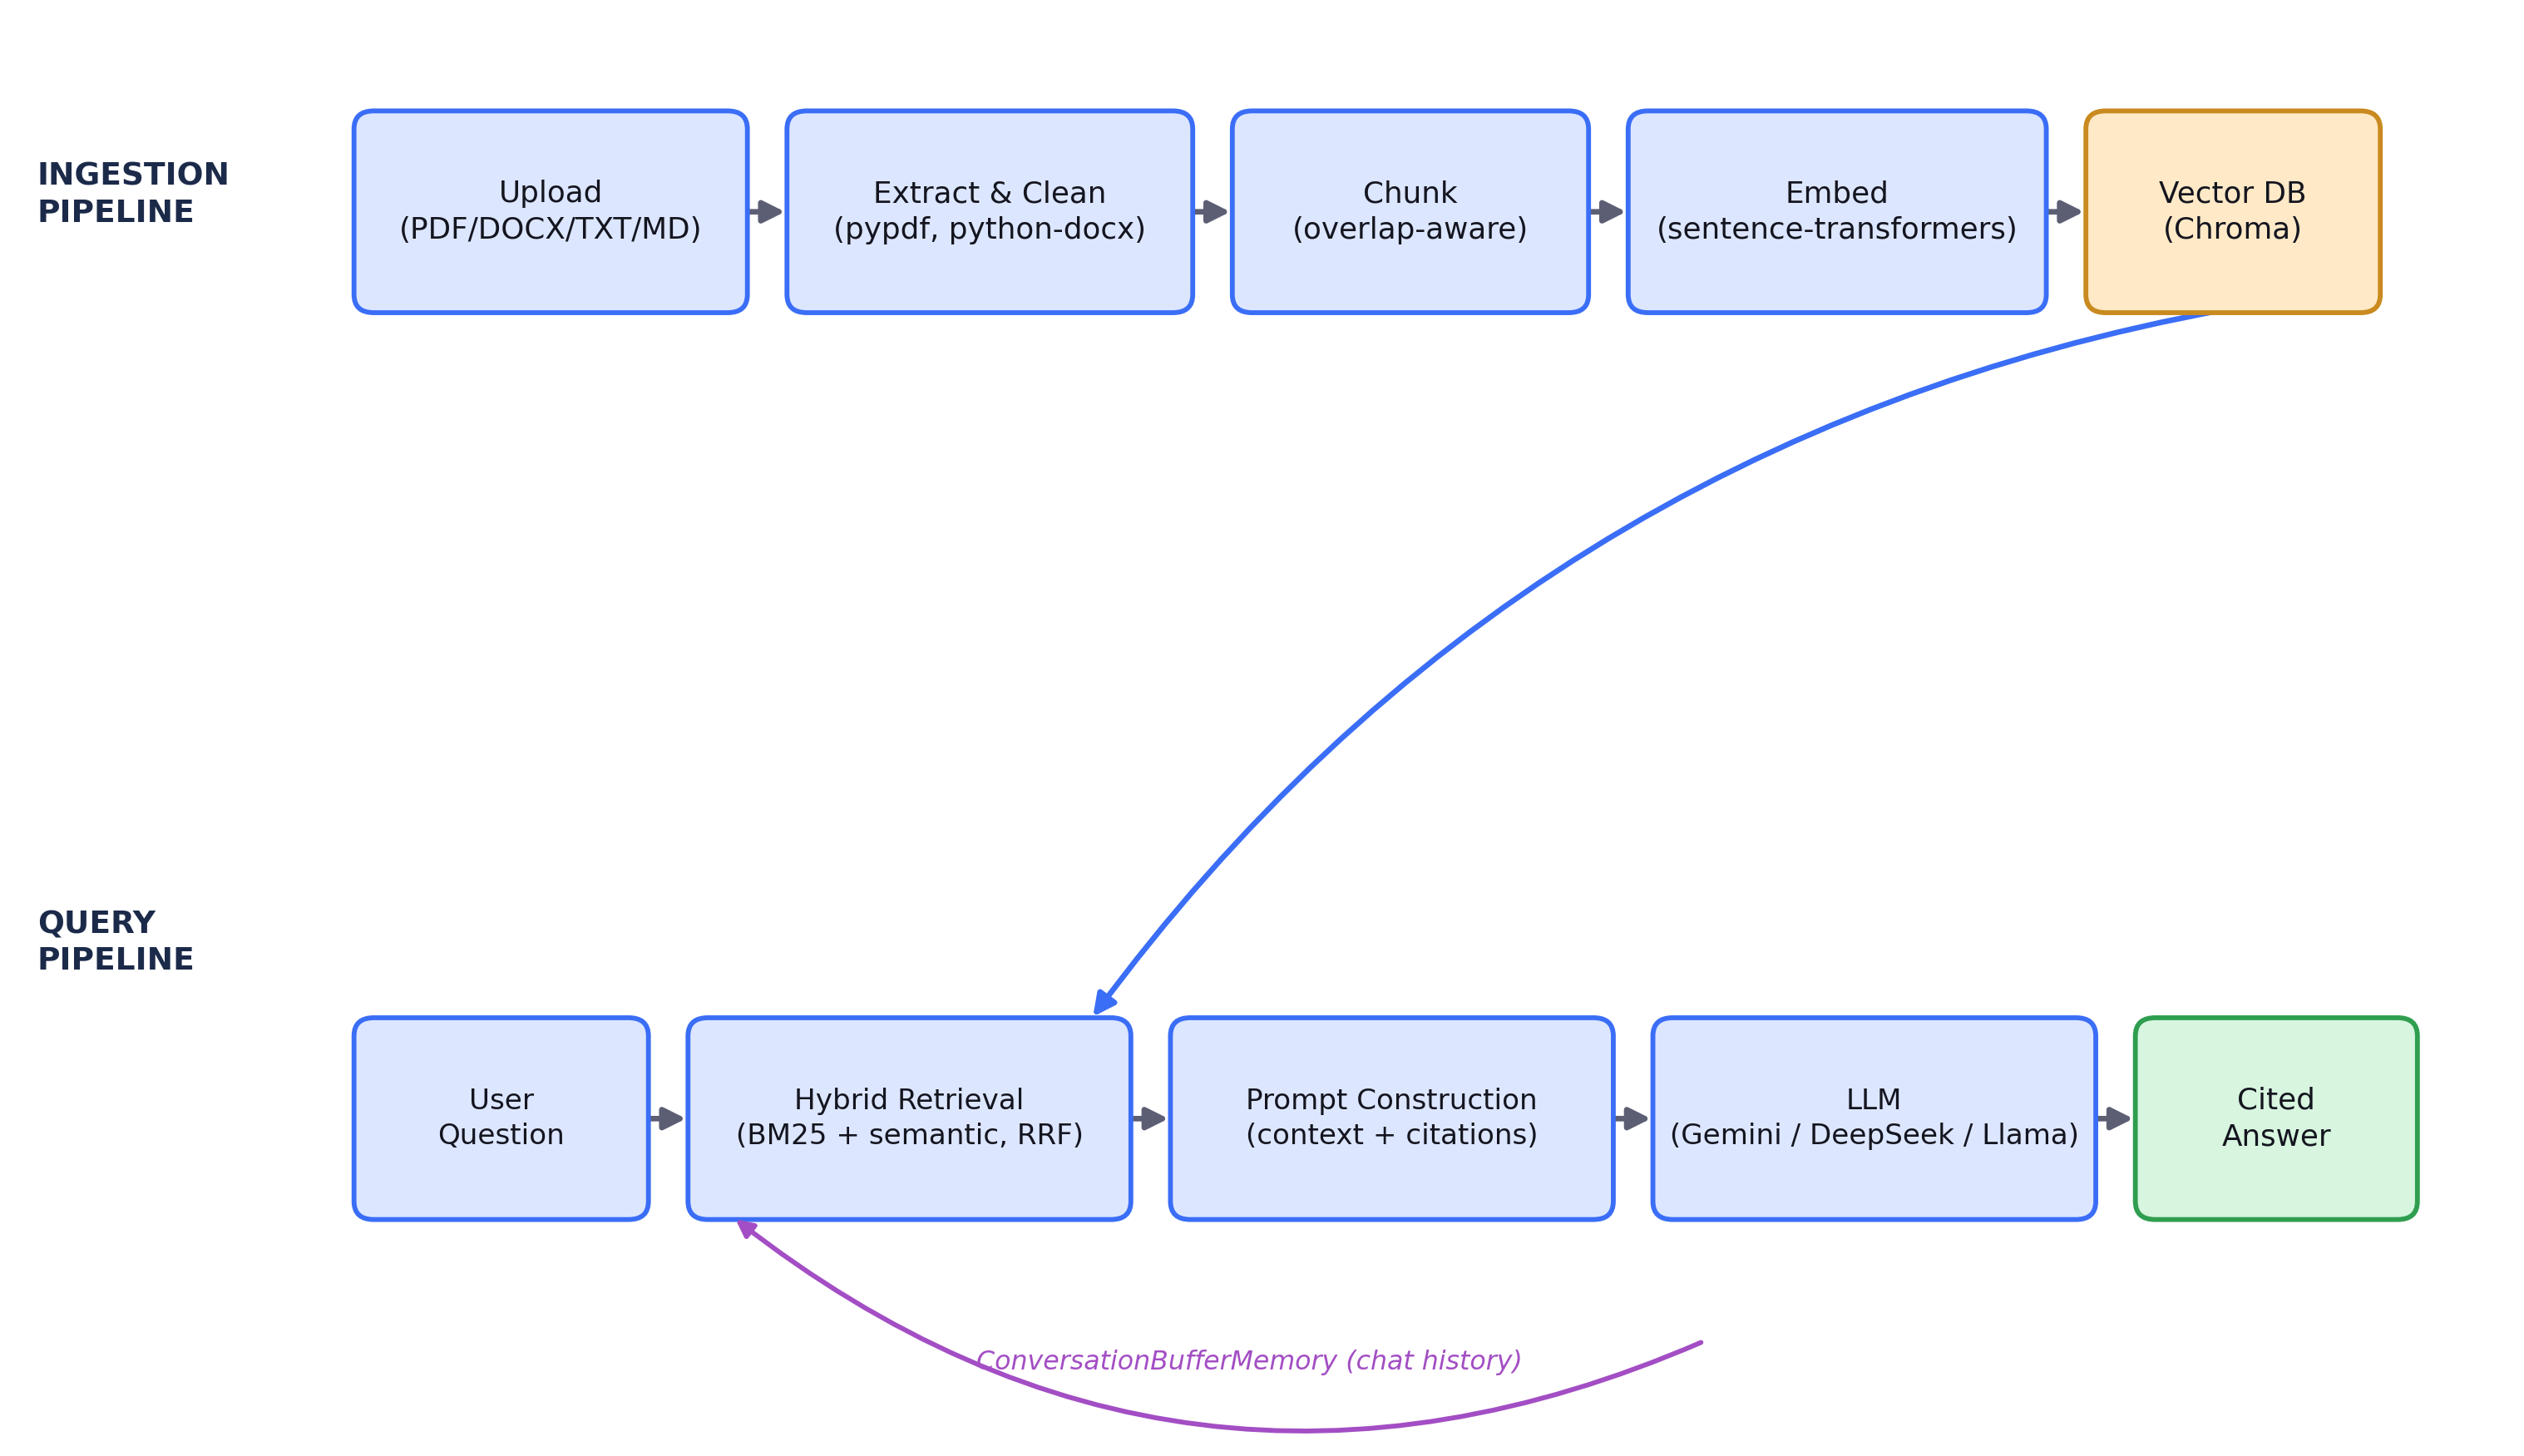 INGESTION
PIPELINE
Upload
(PDF/DOCX/TXT/MD)
Extract & Clean
(pypdf, python-docx)
Chunk
(overlap-aware)
Embed
(sentence-transformers)
Vector DB
(Chroma)
QUERY
PIPELINE
User
Question
Hybrid Retrieval
(BM25 + semantic, RRF)
Prompt Construction
(context + citations)
LLM
(Gemini / DeepSeek / Llama)
Cited
Answer
ConversationBufferMemory (chat history)